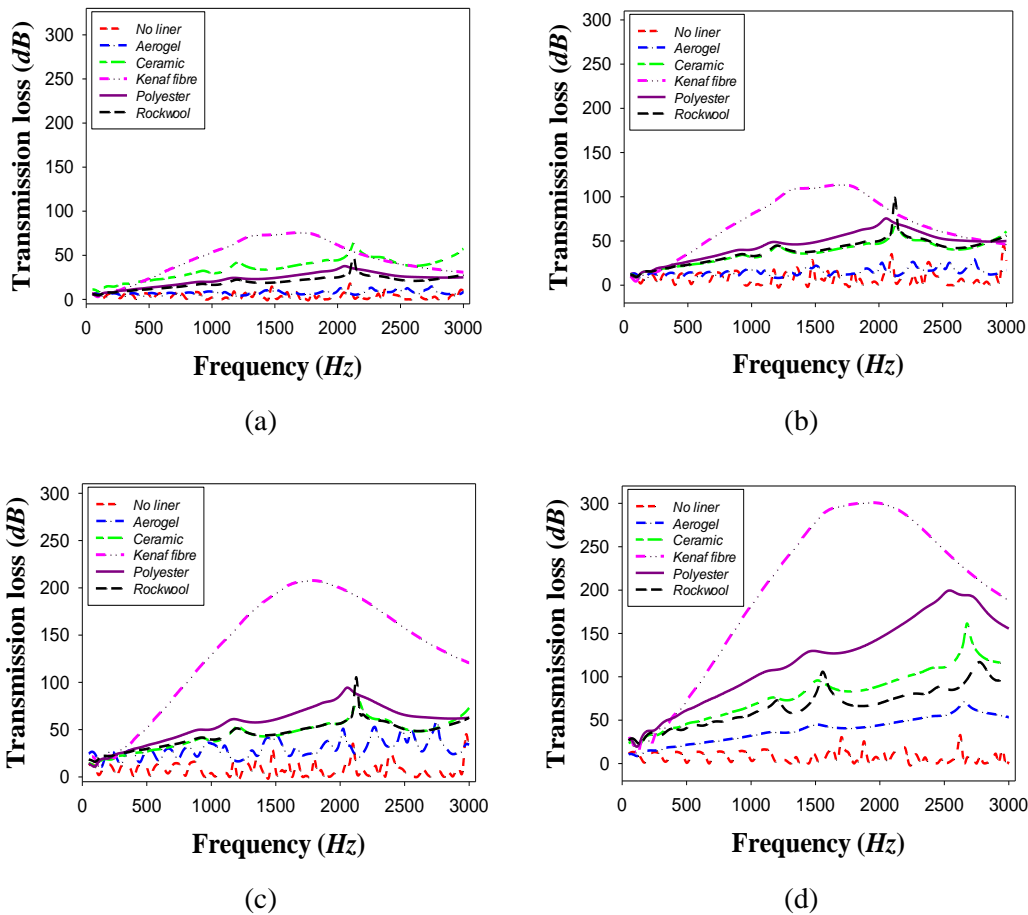 Transmission loss (dB)
300
250
200
150
100
50
0
No liner
Aerogel
Ceramic
Kenaf fibre
Polyester
Rockwool
0 500 1000 1500 2000 2500 3000
Frequency (Hz)
(a)
Transmission loss (dB)
300
250
200
150
100
50
0
No liner
Aerogel
Ceramic
Kenaf fibre
Polyester
Rockwool
0 500 1000 1500 2000 2500 3000
Frequency (Hz)
(b)
Transmission loss (dB)
300
250
200
150
100
50
0
No liner
Aerogel
Ceramic
Kenaf fibre
Polyester
Rockwool
0 500 1000 1500 2000 2500 3000
Frequency (Hz)
(c)
Transmission loss (dB)
300
250
200
150
100
50
0
No liner
Aerogel
Ceramic
Kenaf fibre
Polyester
Rockwool
0 500 1000 1500 2000 2500 3000
Frequency (Hz)
(d)